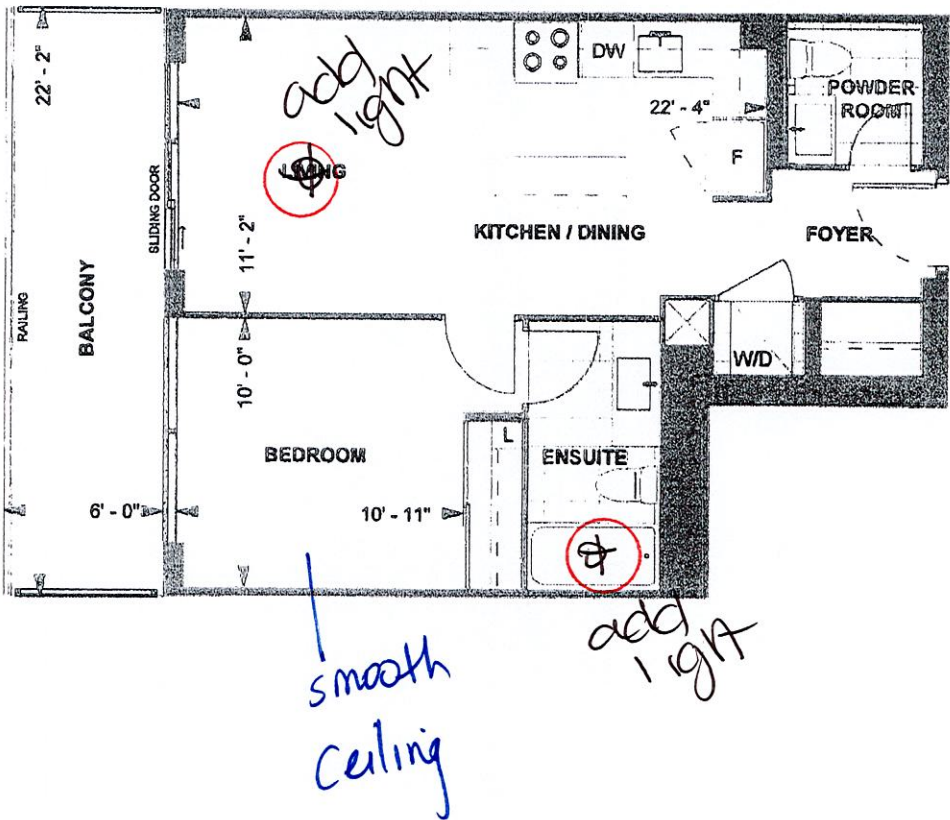 22' - 2"
add
light
DW
POWDER
ROOM
22' - 4"
F
LIVING
SLIDING DOOR
11' - 2"
KITCHEN / DINING
FOYER
RAILING
BALCONY
10' - 0"
W/D
BEDROOM
L
ENSUITE
6' - 0"
10' - 11"
add
light
smooth
ceiling